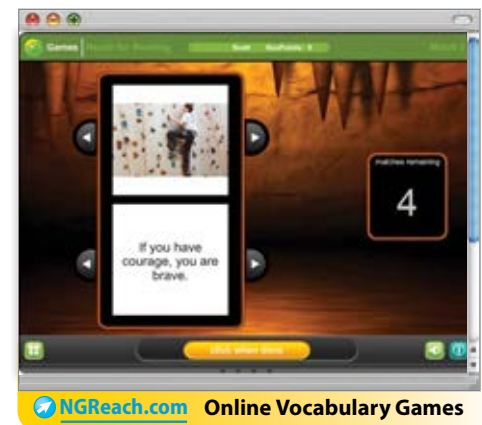 Games
matches remaining
4
If you have
courage, you are
brave.
click when done
NGReach.com Online Vocabulary Games